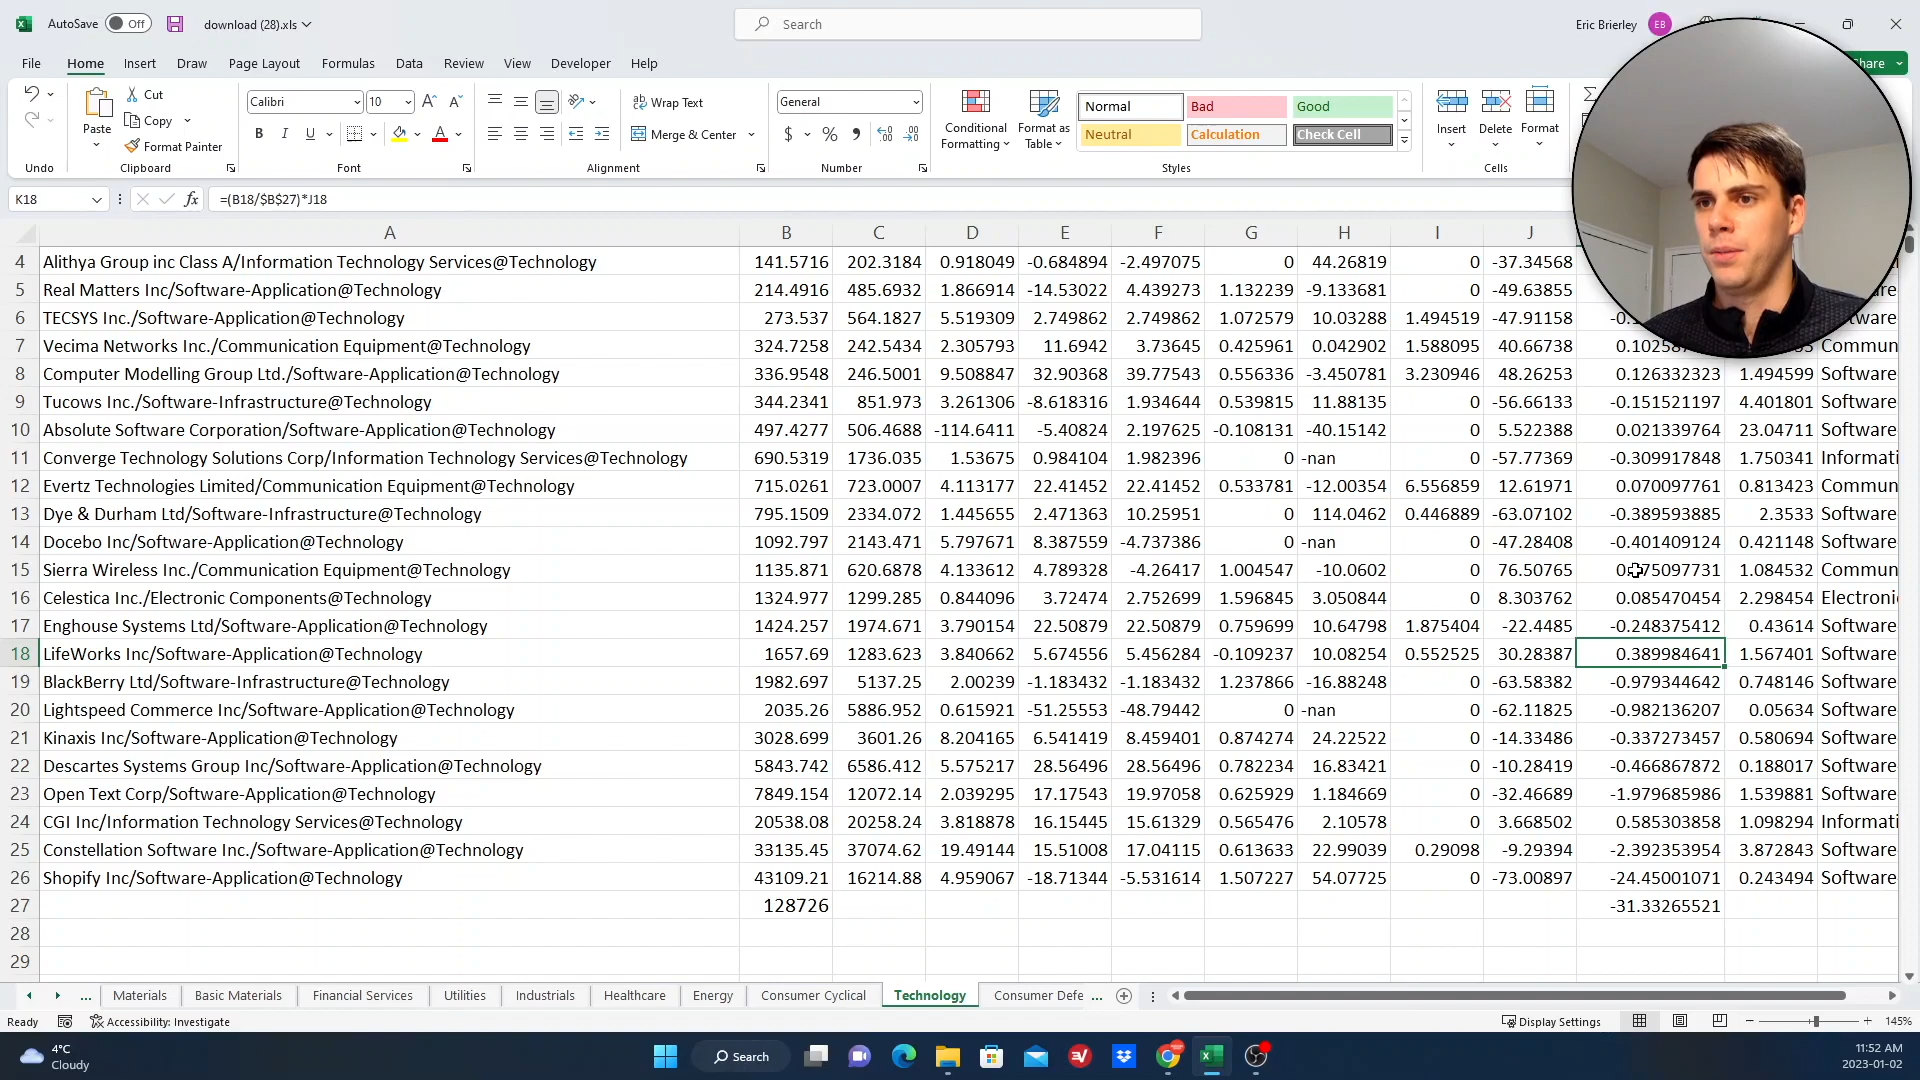 AutoSave Off download (28).xls Search Eric Brierley EB
File Home Insert Draw Page Layout Formulas Data Review View Developer Help Share
Paste Cut Copy Format Painter
Calibri 10
B I U A
Wrap Text
Merge & Center
General
$ % ,
Conditional Formatting
Format as Table
Normal Bad Good
Neutral Calculation Check Cell
Insert Delete Format
Undo Clipboard Font Alignment Number Styles Cells
K18 fx =(B18/$B$27)*J18
A B C D E F G H I J
4 Alithya Group inc Class A/Information Technology Services@Technology 141.5716 202.3184 0.918049 -0.684894 -2.497075 0 44.26819 0 -37.34568
5 Real Matters Inc/Software-Application@Technology 214.4916 485.6932 1.866914 -14.53022 4.439273 1.132239 -9.133681 0 -49.63855
6 TECSYS Inc./Software-Application@Technology 273.537 564.1827 5.519309 2.749862 2.749862 1.072579 10.03288 1.494519 -47.91158
7 Vecima Networks Inc./Communication Equipment@Technology 324.7258 242.5434 2.305793 11.6942 3.73645 0.425961 0.042902 1.588095 40.66738 Commun
8 Computer Modelling Group Ltd./Software-Application@Technology 336.9548 246.5001 9.508847 32.90368 39.77543 0.556336 -3.450781 3.230946 48.26253 0.126332323 1.494599 Software
9 Tucows Inc./Software-Infrastructure@Technology 344.2341 851.973 3.261306 -8.618316 1.934644 0.539815 11.88135 0 -56.66133 -0.151521197 4.401801 Software
10 Absolute Software Corporation/Software-Application@Technology 497.4277 506.4688 -114.6411 -5.40824 2.197625 -0.108131 -40.15142 0 5.522388 0.021339764 23.04711 Software
11 Converge Technology Solutions Corp/Information Technology Services@Technology 690.5319 1736.035 1.53675 0.984104 1.982396 0 -nan 0 -57.77369 -0.309917848 1.750341 Informati
12 Evertz Technologies Limited/Communication Equipment@Technology 715.0261 723.0007 4.113177 22.41452 22.41452 0.533781 -12.00354 6.556859 12.61971 0.070097761 0.813423 Commun
13 Dye & Durham Ltd/Software-Infrastructure@Technology 795.1509 2334.072 1.445655 2.471363 10.25951 0 114.0462 0.446889 -63.07102 -0.389593885 2.3533 Software
14 Docebo Inc/Software-Application@Technology 1092.797 2143.471 5.797671 8.387559 -4.737386 0 -nan 0 -47.28408 -0.401409124 0.421148 Software
15 Sierra Wireless Inc./Communication Equipment@Technology 1135.871 620.6878 4.133612 4.789328 -4.26417 1.004547 -10.0602 0 76.50765 1.084532 Commun
16 Celestica Inc./Electronic Components@Technology 1324.977 1299.285 0.844096 3.72474 2.752699 1.596845 3.050844 0 8.303762 0.085470454 2.298454 Electroni
17 Enghouse Systems Ltd/Software-Application@Technology 1424.257 1974.671 3.790154 22.50879 22.50879 0.759699 10.64798 1.875404 -22.4485 -0.248375412 0.43614 Software
18 LifeWorks Inc/Software-Application@Technology 1657.69 1283.623 3.840662 5.674556 5.456284 -0.109237 10.08254 0.552525 30.28387 0.389984641 1.567401 Software
19 BlackBerry Ltd/Software-Infrastructure@Technology 1982.697 5137.25 2.00239 -1.183432 -1.183432 1.237866 -16.88248 0 -63.58382 -0.979344642 0.748146 Software
20 Lightspeed Commerce Inc/Software-Application@Technology 2035.26 5886.952 0.615921 -51.25553 -48.79442 0 -nan 0 -62.11825 -0.982136207 0.05634 Software
21 Kinaxis Inc/Software-Application@Technology 3028.699 3601.26 8.204165 6.541419 8.459401 0.874274 24.22522 0 -14.33486 -0.337273457 0.580694 Software
22 Descartes Systems Group Inc/Software-Application@Technology 5843.742 6586.412 5.575217 28.56496 28.56496 0.782234 16.83421 0 -10.28419 -0.466867872 0.188017 Software
23 Open Text Corp/Software-Application@Technology 7849.154 12072.14 2.039295 17.17543 19.97058 0.625929 1.184669 0 -32.46689 -1.979685986 1.539881 Software
24 CGI Inc/Information Technology Services@Technology 20538.08 20258.24 3.818878 16.15445 15.61329 0.565476 2.10578 0 3.668502 0.585303858 1.098294 Informati
25 Constellation Software Inc./Software-Application@Technology 33135.45 37074.62 19.49144 15.51008 17.04115 0.613633 22.99039 0.29098 -9.29394 -2.392353954 3.872843 Software
26 Shopify Inc/Software-Application@Technology 43109.21 16214.88 4.959067 -18.71344 -5.531614 1.507227 54.07725 0 -73.00897 -24.45001071 0.243494 Software
27 128726 -31.33265521
28
29
... Materials Basic Materials Financial Services Utilities Industrials Healthcare Energy Consumer Cyclical Technology Consumer Defe ...
Ready Accessibility: Investigate Display Settings 145%
4°C
Cloudy
Search
11:52 AM
2023-01-02